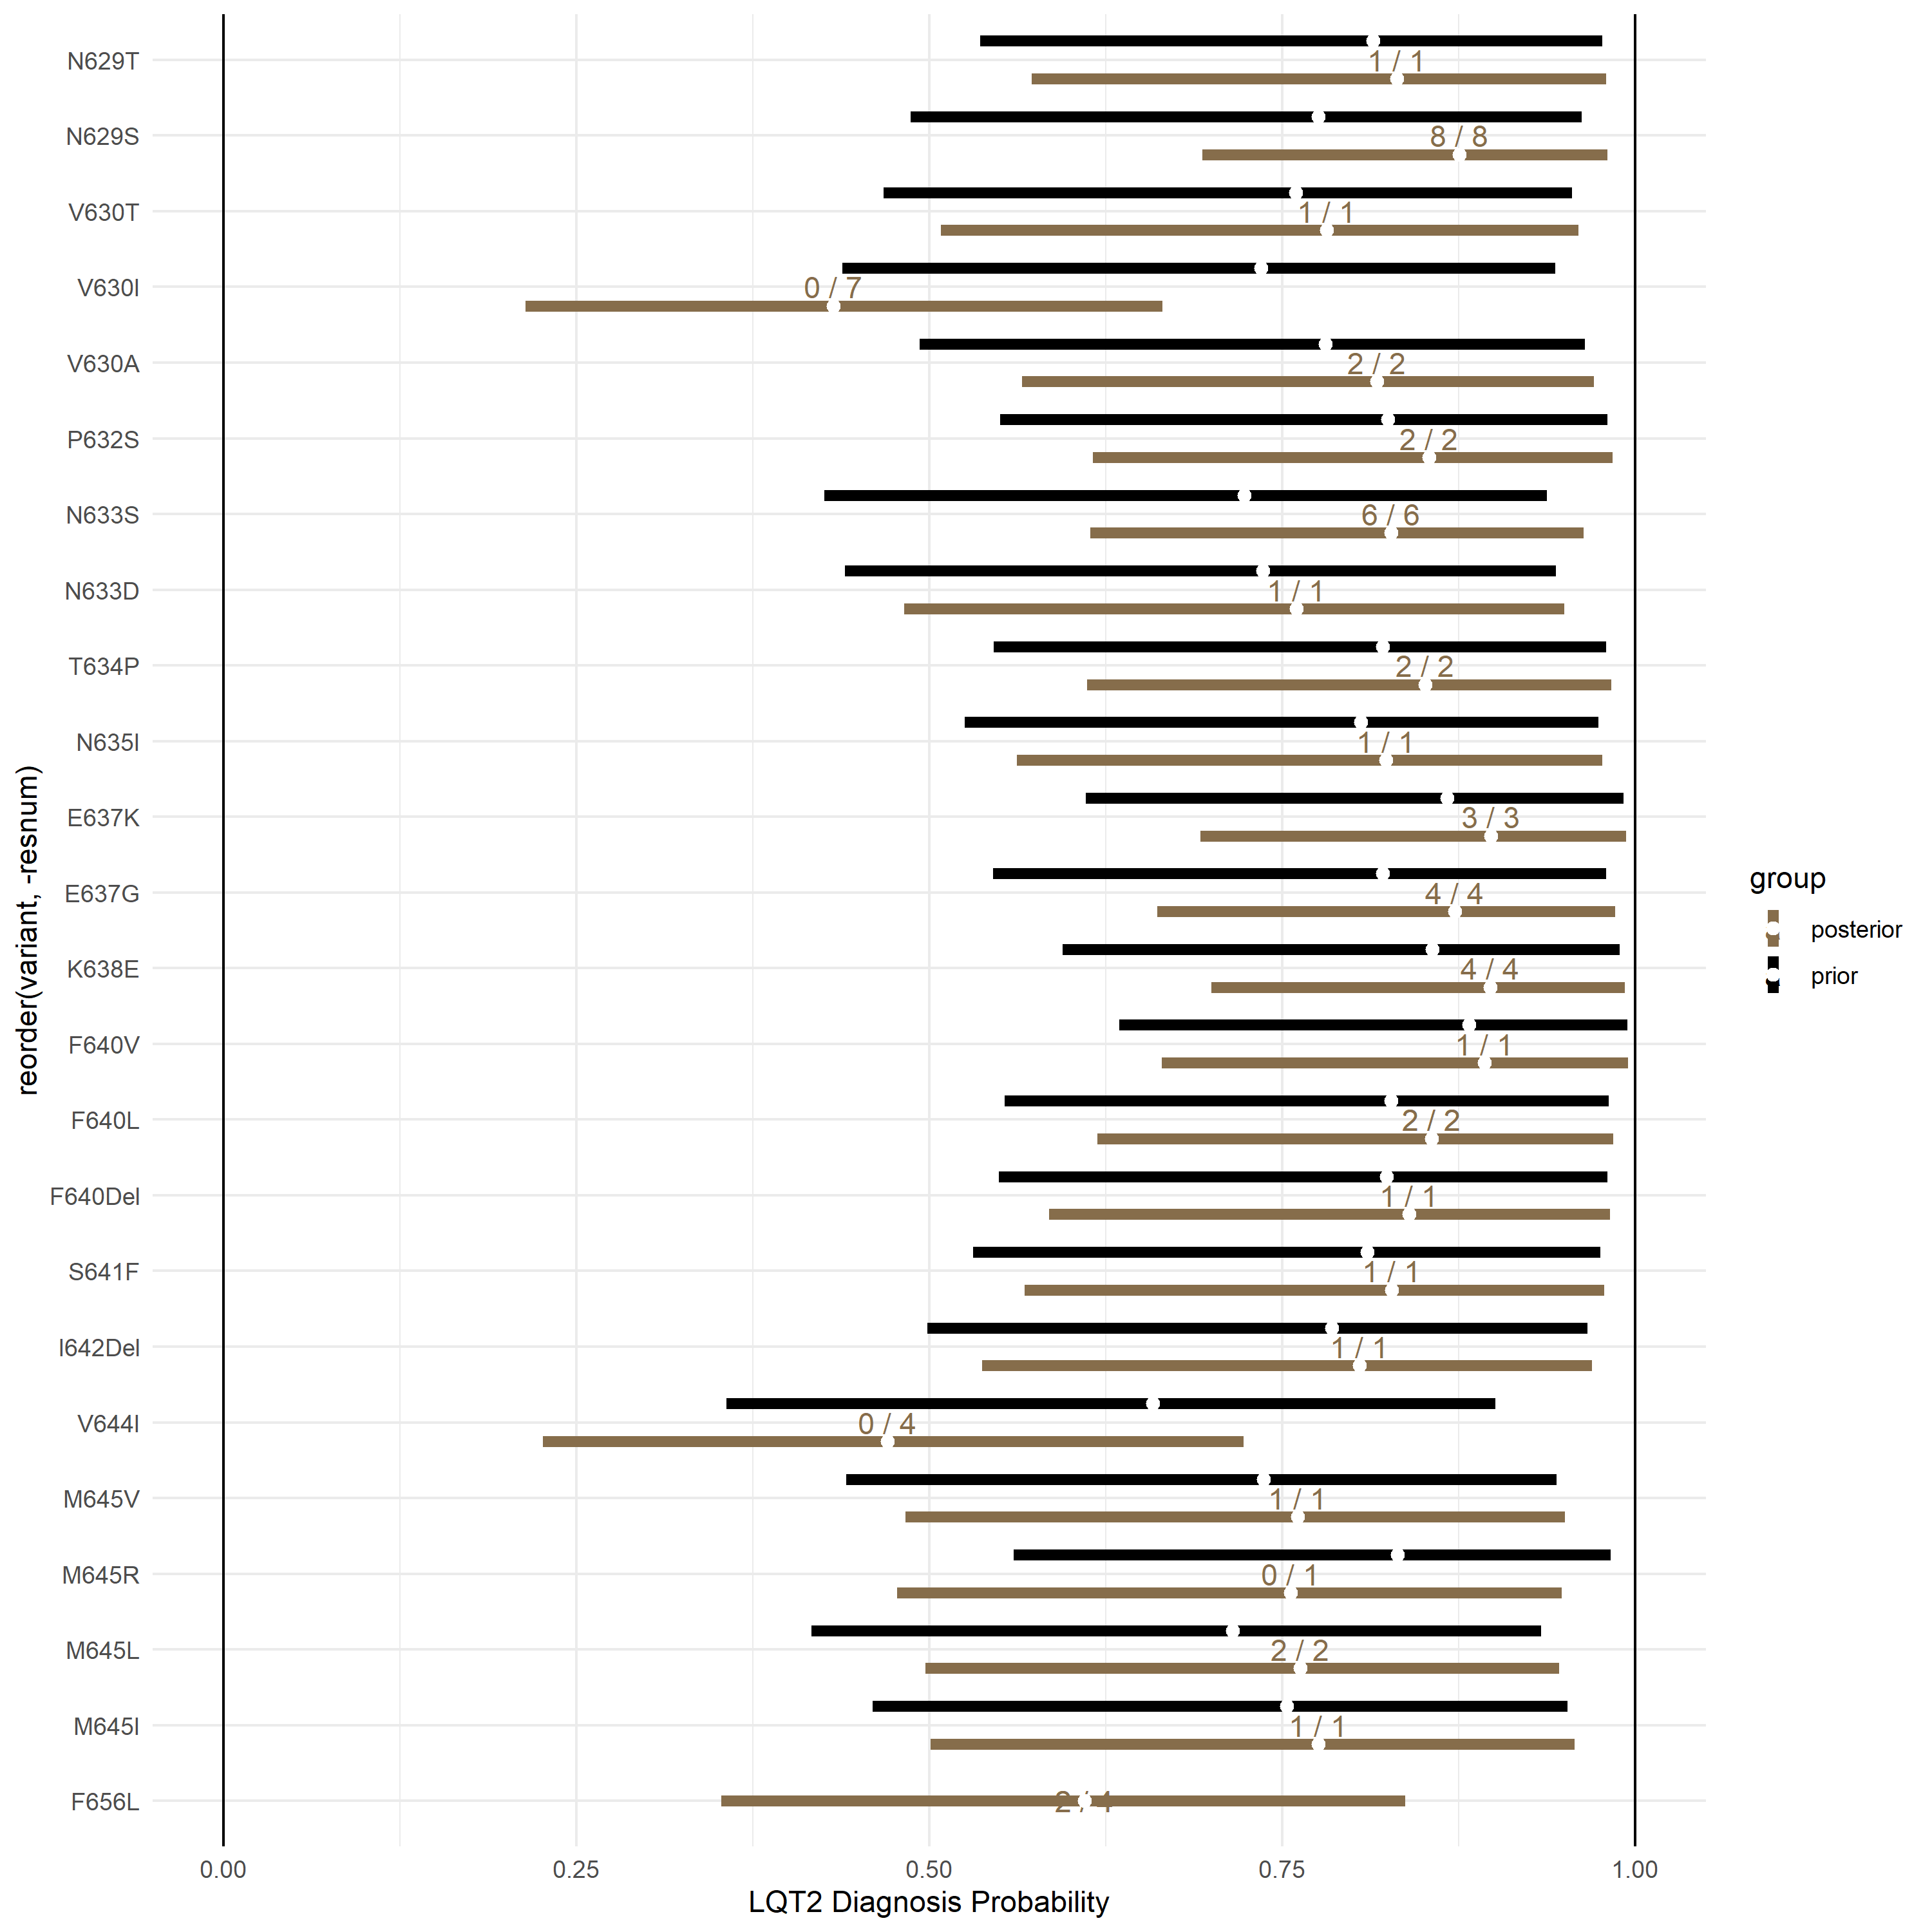 N629T
1 / 1
N629S
8 / 8
V630T
1 / 1
V630I
0 / 7
V630A
2 / 2
P632S
2 / 2
N633S
6 / 6
N633D
1 / 1
T634P
2 / 2
N635I
1 / 1
E637K
3 / 3
E637G
4 / 4
K638E
4 / 4
F640V
1 / 1
F640L
2 / 2
F640Del
1 / 1
S641F
1 / 1
I642Del
1 / 1
V644I
0 / 4
M645V
1 / 1
M645R
0 / 1
M645L
2 / 2
M645I
1 / 1
F656L
2 / 4
0.00 0.25 0.50 0.75 1.00
LQT2 Diagnosis Probability
reorder(variant, -resnum)
group
posterior
prior